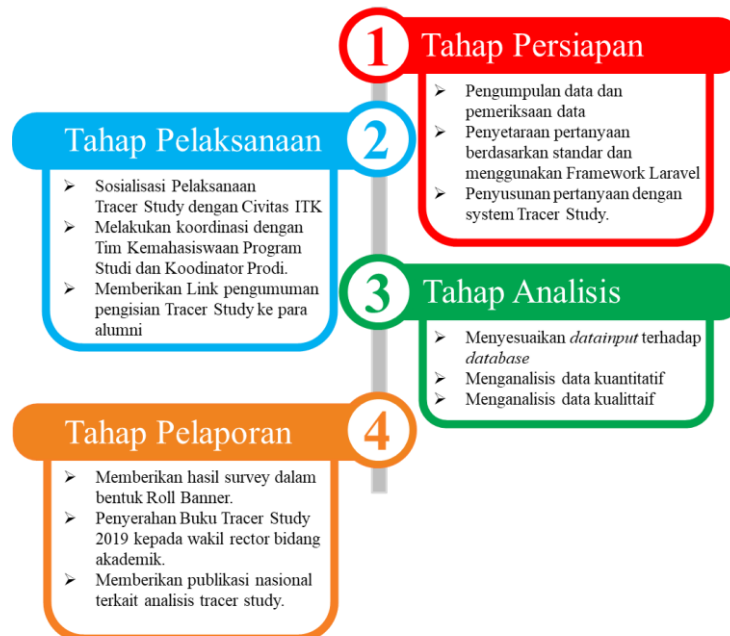 1
Tahap Persiapan
➢ Pengumpulan data dan
pemeriksaan data
➢ Penyetaraan pertanyaan
berdasarkan standar dan
menggunakan Framework Laravel
➢ Penyusunan pertanyaan dengan
system Tracer Study.
Tahap Pelaksanaan
2
➢ Sosialisasi Pelaksanaan
Tracer Study dengan Civitas ITK
➢ Melakukan koordinasi dengan
Tim Kemahasiswaan Program
Studi dan Koodinator Prodi.
➢ Memberikan Link pengumuman
pengisian Tracer Study ke para
alumni
3
Tahap Analisis
➢ Menyesuaikan datainput terhadap
database
➢ Menganalisis data kuantitatif
➢ Menganalisis data kualittaif
Tahap Pelaporan
4
➢ Memberikan hasil survey dalam
bentuk Roll Banner.
➢ Penyerahan Buku Tracer Study
2019 kepada wakil rector bidang
akademik.
➢ Memberikan publikasi nasional
terkait analisis tracer study.